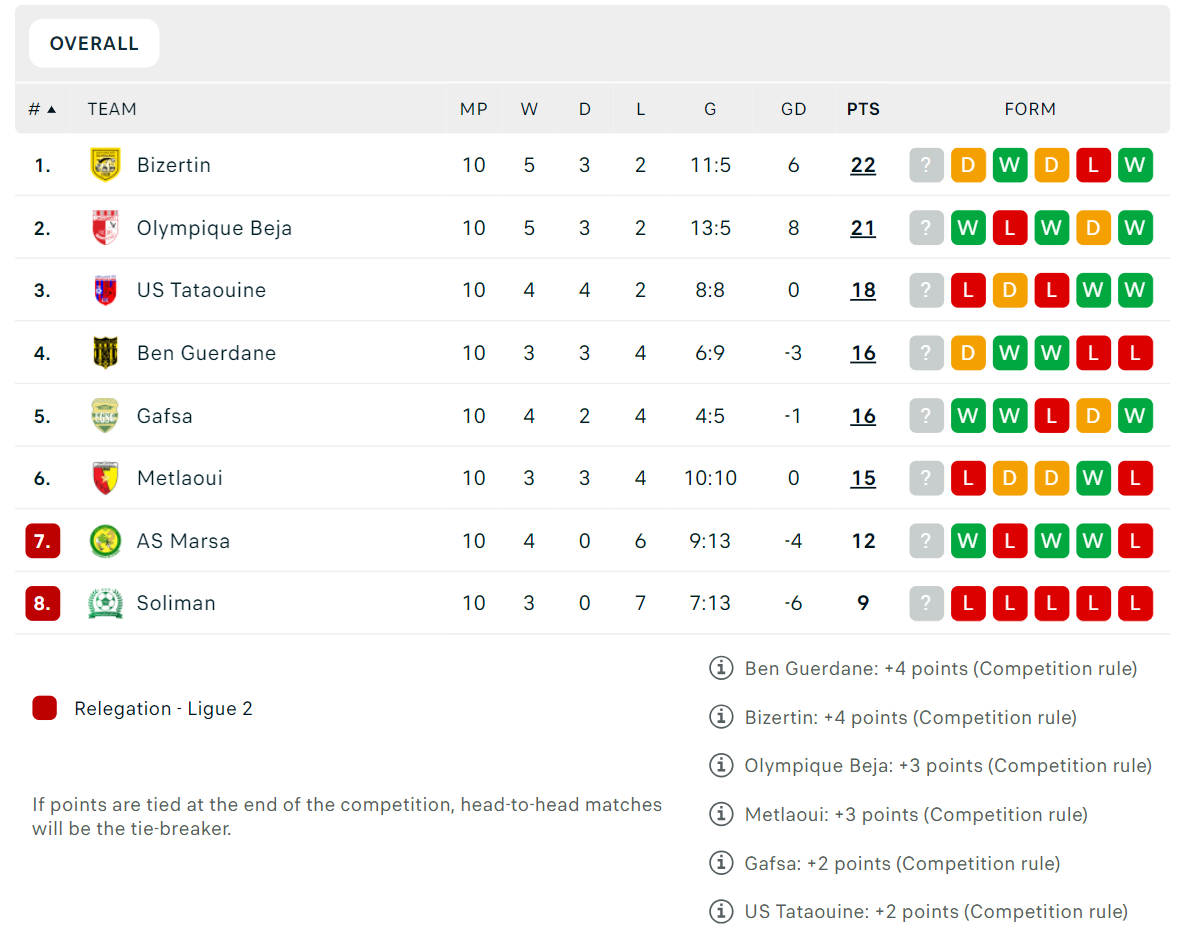 OVERALL
# ▲ TEAM MP W D L G GD PTS FORM
1. Bizertin 10 5 3 2 11:5 6 22 ? D W D L W
2. Olympique Beja 10 5 3 2 13:5 8 21 ? W L W D W
3. US Tataouine 10 4 4 2 8:8 0 18 ? L D L W W
4. Ben Guerdane 10 3 3 4 6:9 -3 16 ? D W W L L
5. Gafsa 10 4 2 4 4:5 -1 16 ? W W L D W
6. Metlaoui 10 3 3 4 10:10 0 15 ? L D D W L
7. AS Marsa 10 4 0 6 9:13 -4 12 ? W L W W L
8. Soliman 10 3 0 7 7:13 -6 9 ? L L L L L
Relegation - Ligue 2
If points are tied at the end of the competition, head-to-head matches
will be the tie-breaker.
Ben Guerdane: +4 points (Competition rule)
Bizertin: +4 points (Competition rule)
Olympique Beja: +3 points (Competition rule)
Metlaoui: +3 points (Competition rule)
Gafsa: +2 points (Competition rule)
US Tataouine: +2 points (Competition rule)